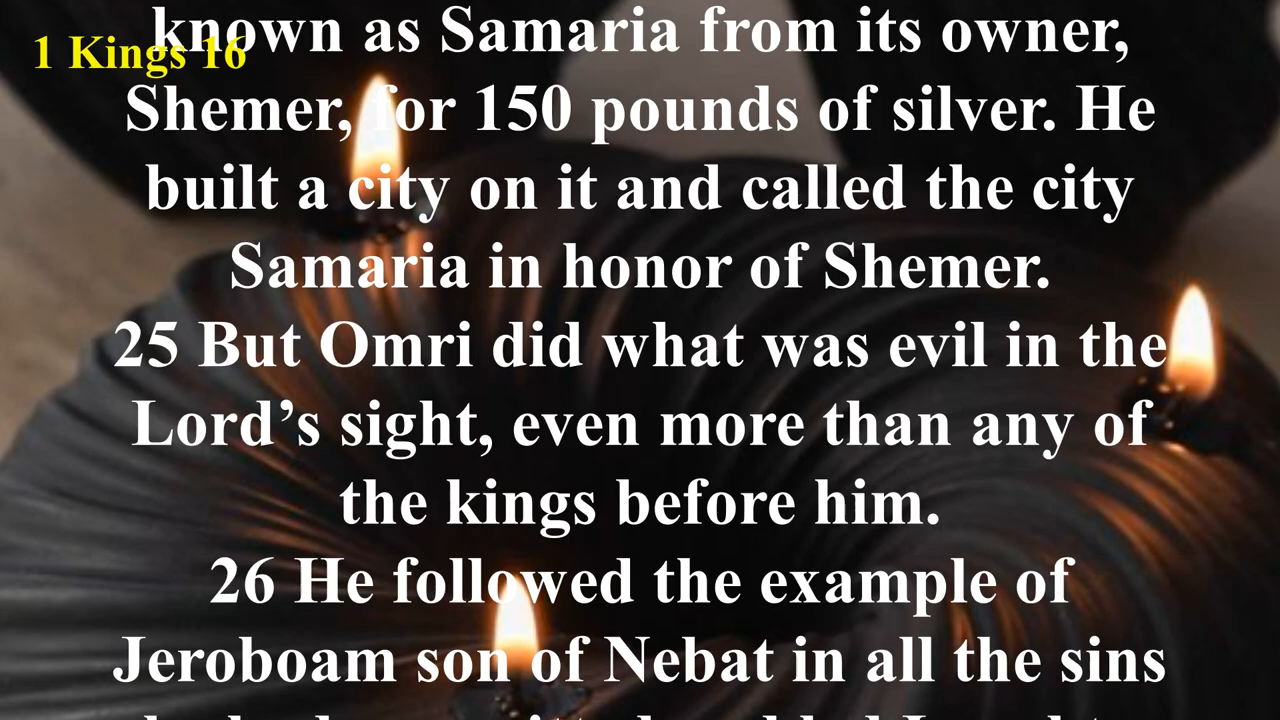 1 Kings 16
known as Samaria from its owner,
Shemer, for 150 pounds of silver. He
built a city on it and called the city
Samaria in honor of Shemer.
25 But Omri did what was evil in the
Lord’s sight, even more than any of
the kings before him.
26 He followed the example of
Jeroboam son of Nebat in all the sins